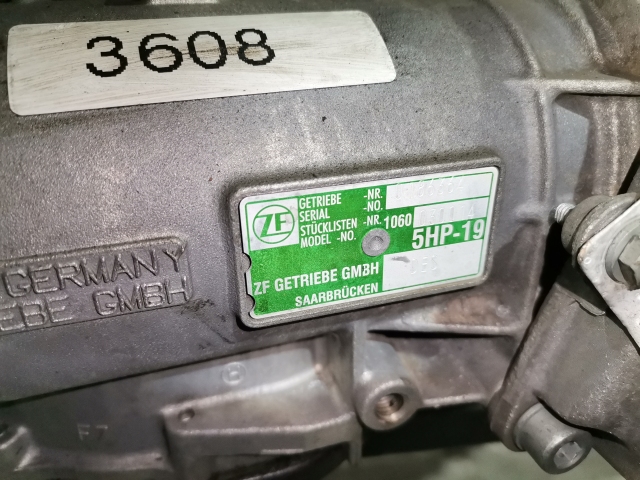 3608
ZF
GETRIEBE -NR.
SERIAL -NO.
STÜCKLISTEN -NR. 1060
MODEL -NO.
5HP-19
ZF GETRIEBE GMBH
SAARBRÜCKEN
GERMANY
EBE GMBH
F7